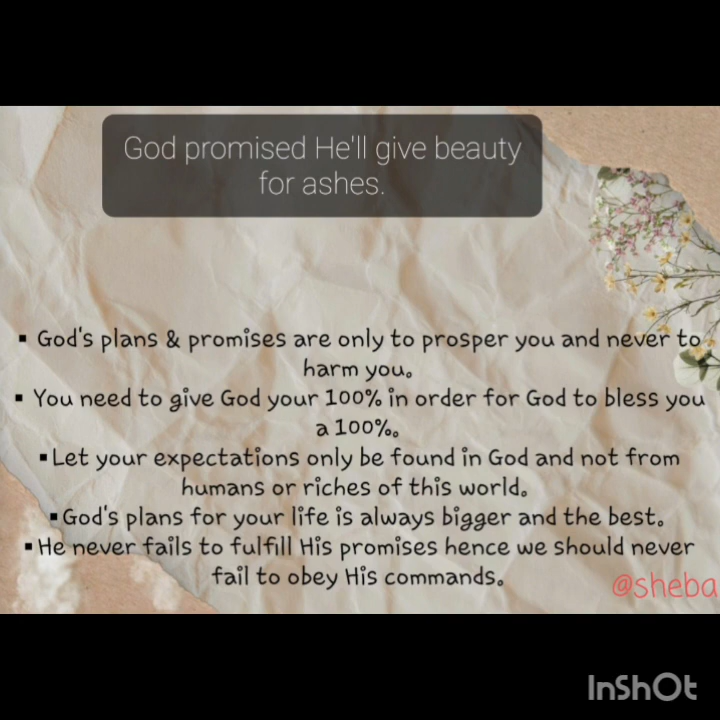 God promised He'll give beauty
for ashes.
▪ God's plans & promises are only to prosper you and never to
harm you.
▪ You need to give God your 100% in order for God to bless you
a 100%.
▪Let your expectations only be found in God and not from
humans or riches of this world.
▪God's plans for your life is always bigger and the best.
▪He never fails to fulfill His promises hence we should never
fail to obey His commands.
@sheba
InShOt